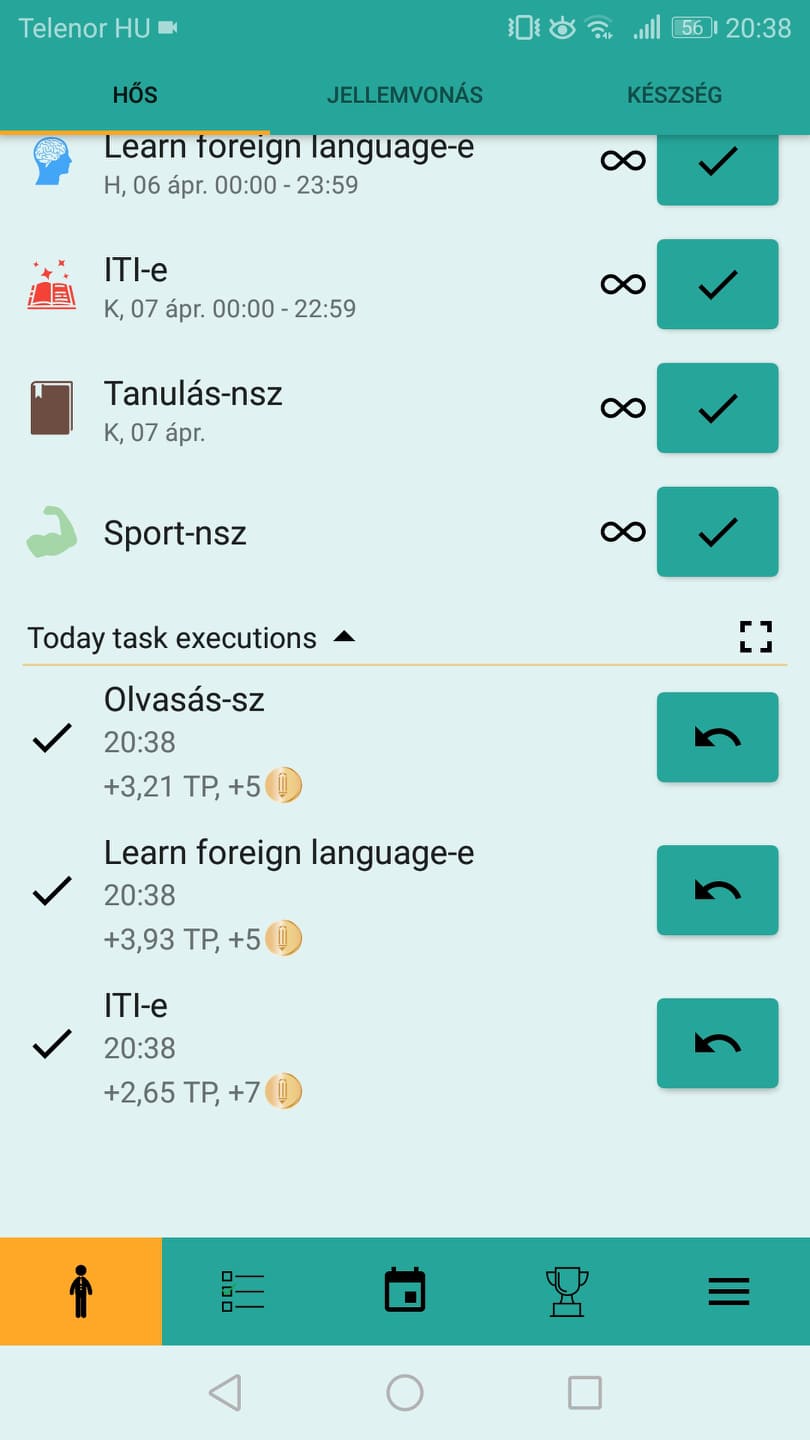 Telenor HU 56 20:38
HŐS JELLEMVONÁS KÉSZSÉG
Learn foreign language-e
H, 06 ápr. 00:00 - 23:59
ITI-e
K, 07 ápr. 00:00 - 22:59
Tanulás-nsz
K, 07 ápr.
Sport-nsz
Today task executions
Olvasás-sz
20:38
+3,21 TP, +5
Learn foreign language-e
20:38
+3,93 TP, +5
ITI-e
20:38
+2,65 TP, +7